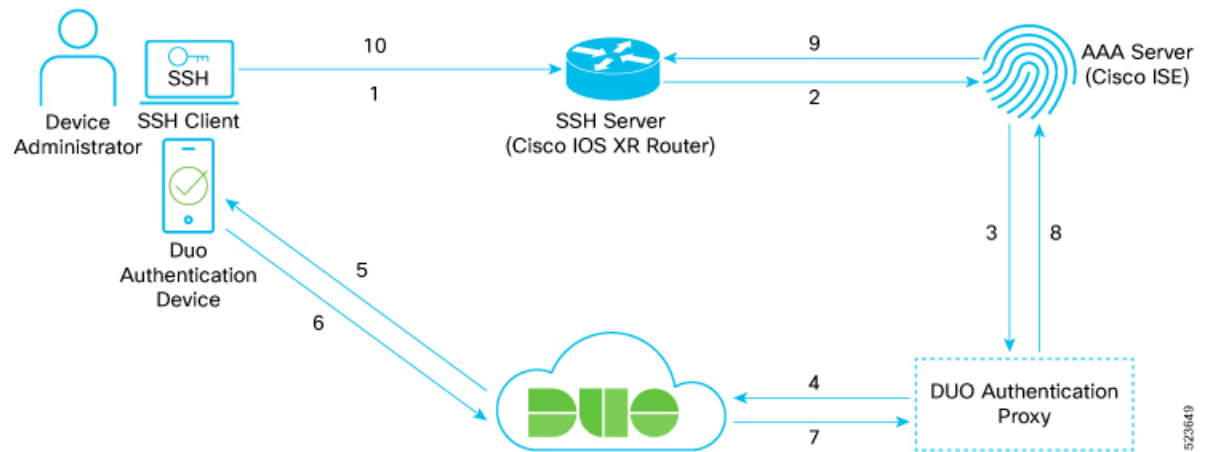 10
1
9
2
SSH
AAA Server
(Cisco ISE)
Device
Administrator
SSH Client
SSH Server
(Cisco IOS XR Router)
3
8
Duo
Authentication
Device
5
6
4
7
DUO
DUO Authentication
Proxy
523649